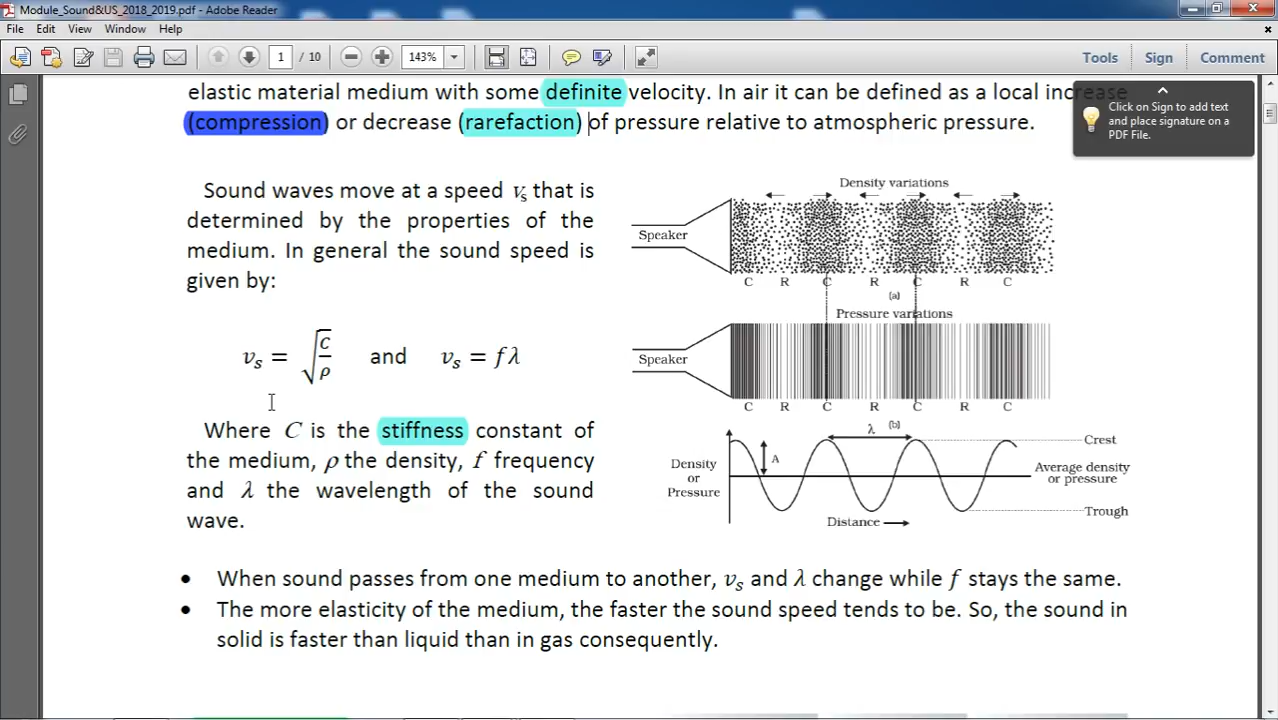 Module_Sound&US_2018_2019.pdf - Adobe Reader
File Edit View Window Help
1 / 10 143% Tools Sign Comment
Click on Sign to add text
and place signature on a
PDF File.
elastic material medium with some definite velocity. In air it can be defined as a local increase
(compression) or decrease (rarefaction) of pressure relative to atmospheric pressure.
Sound waves move at a speed vs that is
determined by the properties of the
medium. In general the sound speed is
given by:
vs = √(C/ρ) and vs = fλ
Where C is the stiffness constant of
the medium, ρ the density, f frequency
and λ the wavelength of the sound
wave.
Density variations
Speaker
C R C R C R C
(a)
Pressure variations
Speaker
C R C R C R C
(b)
λ
Crest
A
Density
or
Pressure
Average density
or pressure
Trough
Distance
• When sound passes from one medium to another, vs and λ change while f stays the same.
• The more elasticity of the medium, the faster the sound speed tends to be. So, the sound in
solid is faster than liquid than in gas consequently.